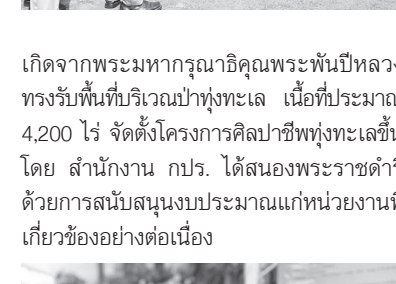 เกิดจากพระมหากรุณาธิคุณพระพันปีหลวง
ทรงรับพื้นที่บริเวณป่าทุ่งทะเล เนื้อที่ประมาณ
4,200 ไร่ จัดตั้งโครงการศิลปาชีพทุ่งทะเลขึ้น
โดย สำนักงาน กปร. ได้สนองพระราชดำริ
ด้วยการสนับสนุนงบประมาณแก่หน่วยงานที่
เกี่ยวข้องอย่างต่อเนื่อง